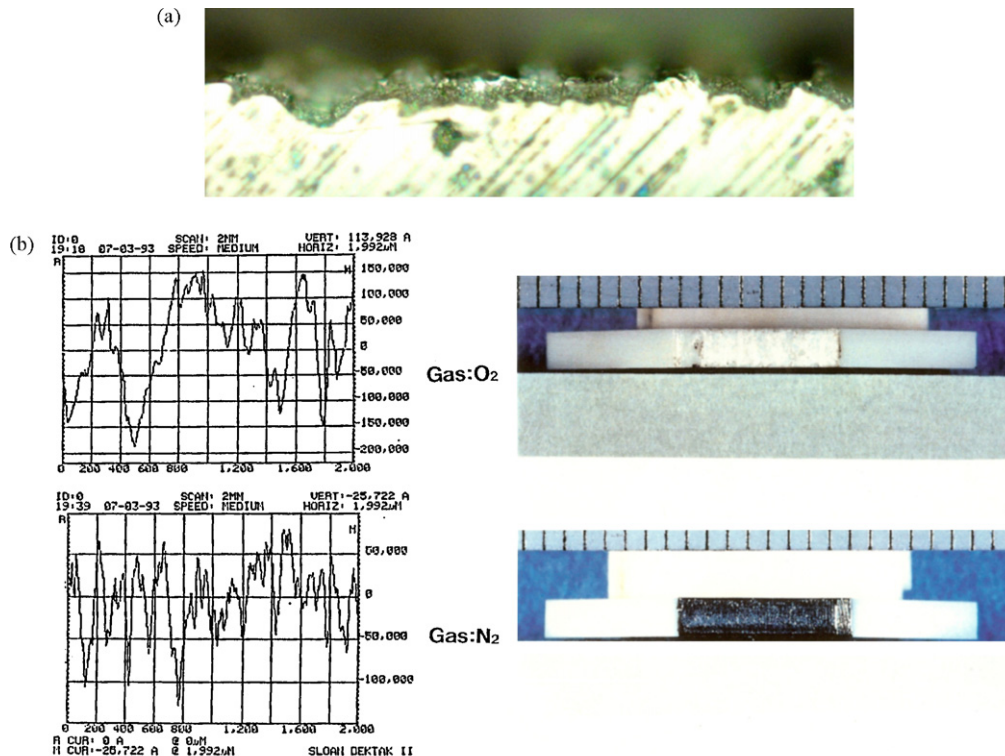 (a)
(b)
ID:0 SCAN: 2MM VERT: 113,928 A
19:10 07-03-93 SPEED: MEDIUM HORIZ: 1,992µM
A M
150,000
100,000
50,000
0
-50,000
-100,000
-150,000
-200,000
0 200 400 600 800 1,200 1,600 2,000
Gas:O₂
ID:0 SCAN: 2MM VERT:-25,722 A
19:39 07-03-93 SPEED: MEDIUM HORIZ: 1,992µM
A M
50,000
0
-50,000
-100,000
0 200 400 600 800 1,200 1,600 2,000
R CUR: 0 A @ 0µM
M CUR:-25,722 A @ 1,992µM SLOAN DEKTAK II
Gas:N₂